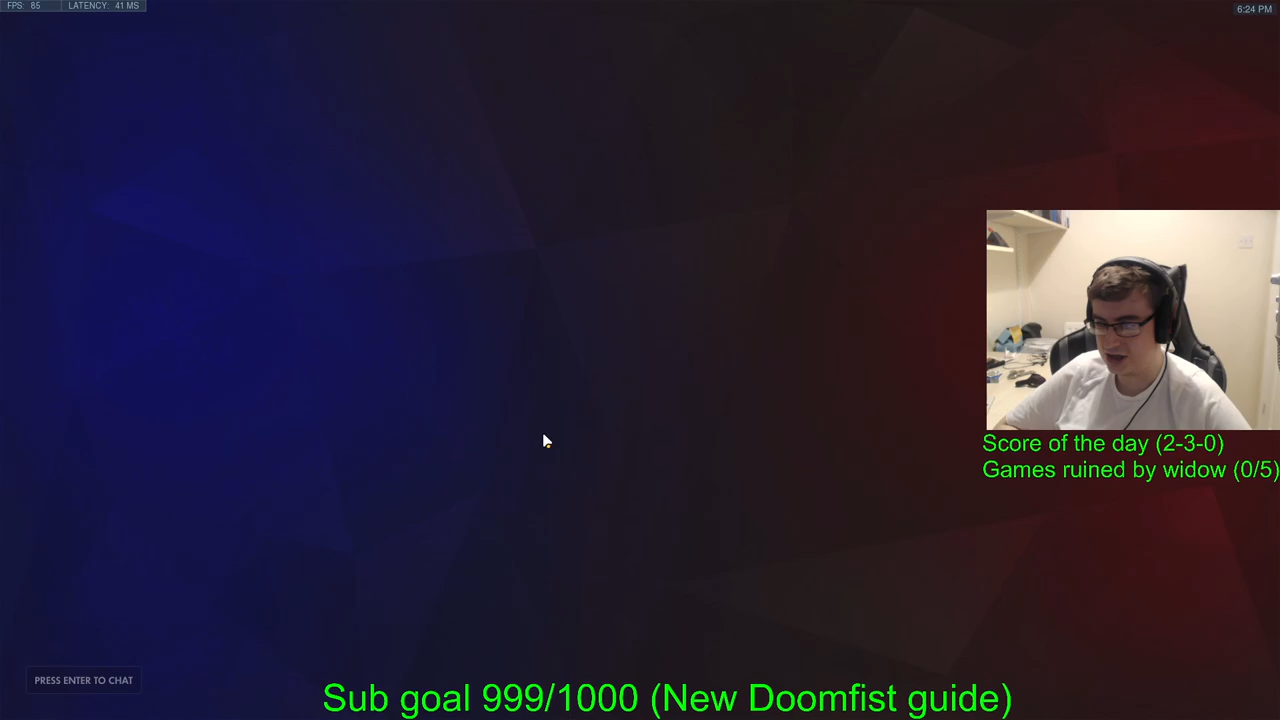 FPS: 85 LATENCY: 41 MS
6:24 PM
Score of the day (2-3-0)
Games ruined by widow (0/5)
PRESS ENTER TO CHAT
Sub goal 999/1000 (New Doomfist guide)